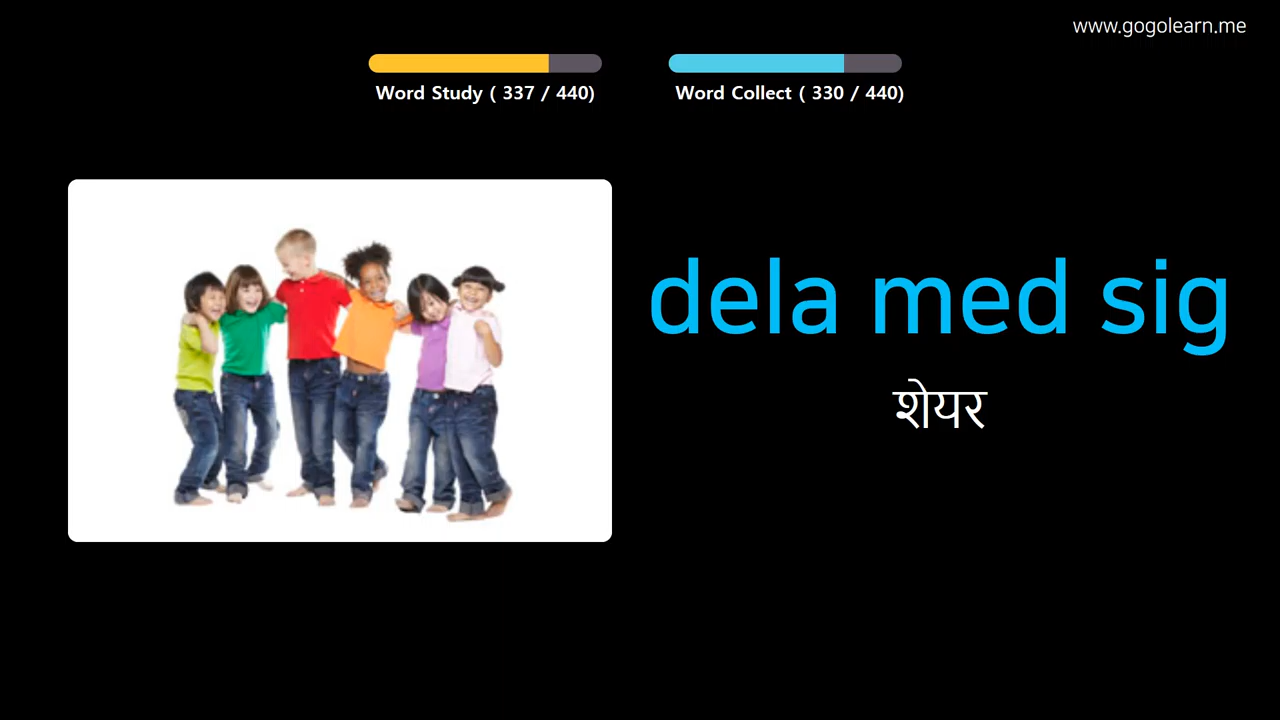 www.gogolearn.me
Word Study ( 337 / 440)
Word Collect ( 330 / 440)
dela med sig
शेयर